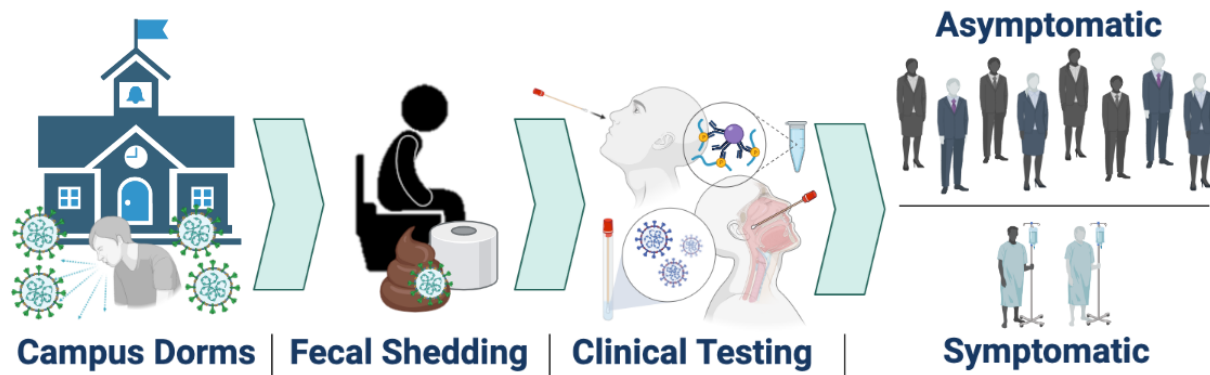 Asymptomatic
Campus Dorms
Fecal Shedding
Clinical Testing
Symptomatic